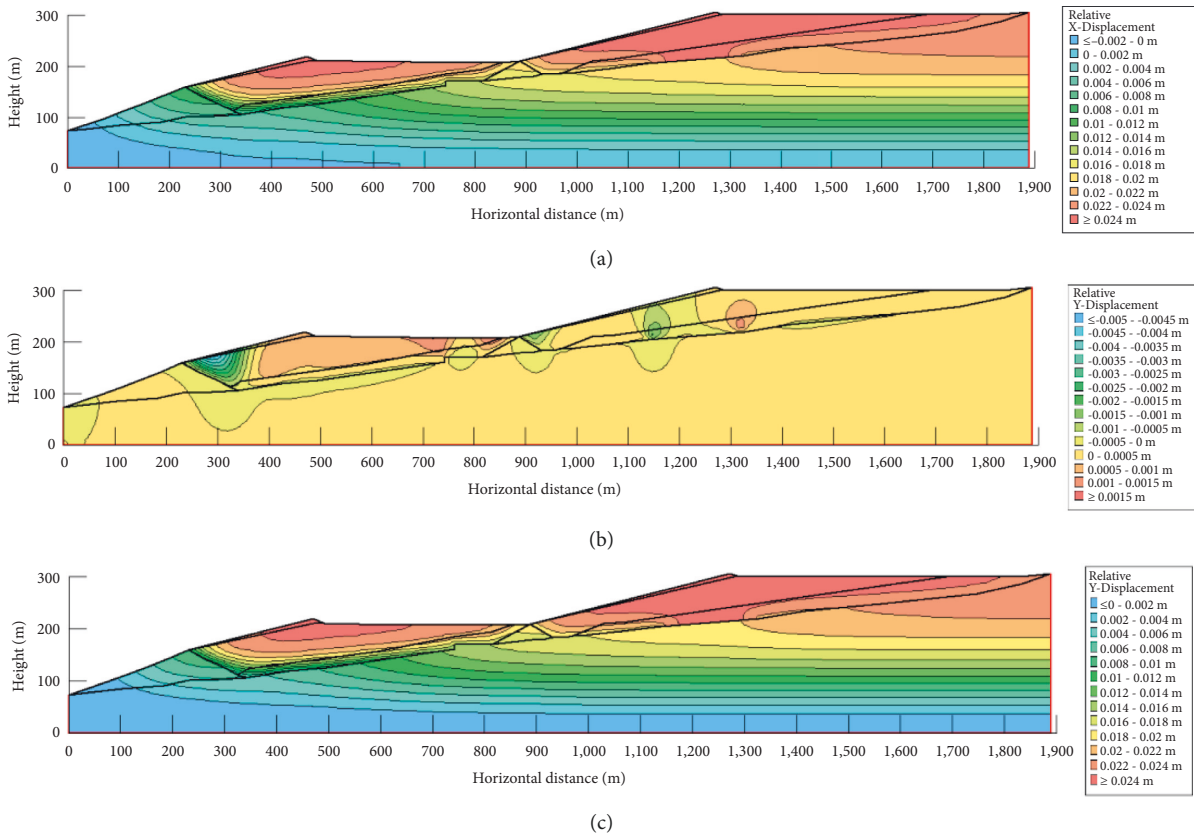 Height (m)
300
200
100
0
0 100 200 300 400 500 600 700 800 900 1,000 1,100 1,200 1,300 1,400 1,500 1,600 1,700 1,800 1,900
Horizontal distance (m)
Relative
X-Displacement
≤–0.002 - 0 m
0 - 0.002 m
0.002 - 0.004 m
0.004 - 0.006 m
0.006 - 0.008 m
0.008 - 0.01 m
0.01 - 0.012 m
0.012 - 0.014 m
0.014 - 0.016 m
0.016 - 0.018 m
0.018 - 0.02 m
0.02 - 0.022 m
0.022 - 0.024 m
≥ 0.024 m
(a)
Height (m)
300
200
100
0
0 100 200 300 400 500 600 700 800 900 1,000 1,100 1,200 1,300 1,400 1,500 1,600 1,700 1,800 1,900
Horizontal distance (m)
Relative
Y-Displacement
≤-0.005 - -0.0045 m
-0.0045 - -0.004 m
-0.004 - -0.0035 m
-0.0035 - -0.003 m
-0.003 - -0.0025 m
-0.0025 - -0.002 m
-0.002 - -0.0015 m
-0.0015 - -0.001 m
-0.001 - -0.0005 m
-0.0005 - 0 m
0 - 0.0005 m
0.0005 - 0.001 m
0.001 - 0.0015 m
≥ 0.0015 m
(b)
Height (m)
300
200
100
0
0 100 200 300 400 500 600 700 800 900 1,000 1,100 1,200 1,300 1,400 1,500 1,600 1,700 1,800 1,900
Horizontal distance (m)
Relative
Y-Displacement
≤0 - 0.002 m
0.002 - 0.004 m
0.004 - 0.006 m
0.006 - 0.008 m
0.008 - 0.01 m
0.01 - 0.012 m
0.012 - 0.014 m
0.014 - 0.016 m
0.016 - 0.018 m
0.018 - 0.02 m
0.02 - 0.022 m
0.022 - 0.024 m
≥ 0.024 m
(c)